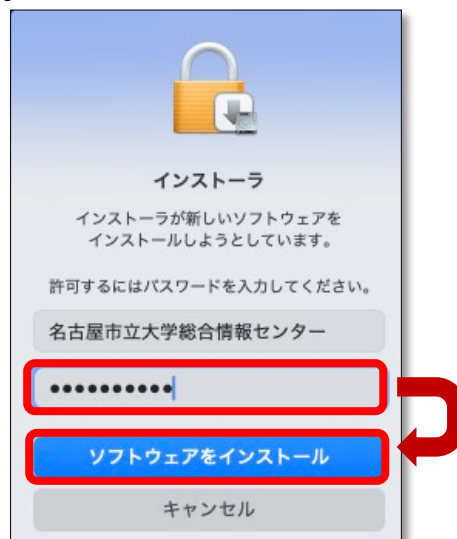 インストーラ
インストーラが新しいソフトウェアを
インストールしようとしています。
許可するにはパスワードを入力してください。
名古屋市立大学総合情報センター
••••••••••
ソフトウェアをインストール
キャンセル